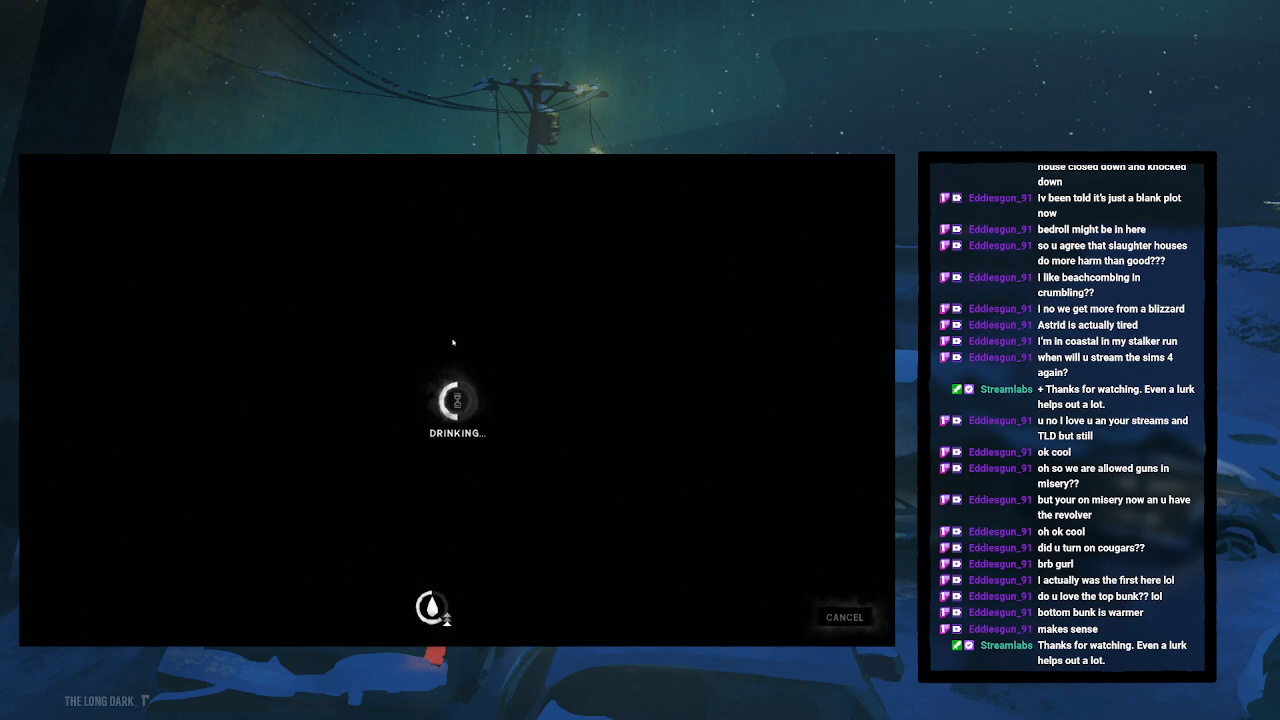 house closed down and knocked
down
Eddiesgun_91 Iv been told it's just a blank plot
now
Eddiesgun_91 bedroll might be in here
Eddiesgun_91 so u agree that slaughter houses
do more harm than good???
Eddiesgun_91 I like beachcombing in
crumbling??
Eddiesgun_91 I no we get more from a blizzard
Eddiesgun_91 Astrid is actually tired
Eddiesgun_91 I'm in coastal in my stalker run
Eddiesgun_91 when will u stream the sims 4
again?
Streamlabs + Thanks for watching. Even a lurk
helps out a lot.
Eddiesgun_91 u no I love u an your streams and
TLD but still
Eddiesgun_91 ok cool
Eddiesgun_91 oh so we are allowed guns in
misery??
Eddiesgun_91 but your on misery now an u have
the revolver
Eddiesgun_91 oh ok cool
Eddiesgun_91 did u turn on cougars??
Eddiesgun_91 brb gurl
Eddiesgun_91 I actually was the first here lol
Eddiesgun_91 do u love the top bunk?? lol
Eddiesgun_91 bottom bunk is warmer
Eddiesgun_91 makes sense
Streamlabs Thanks for watching. Even a lurk
helps out a lot.
DRINKING...
CANCEL
THE LONG DARK